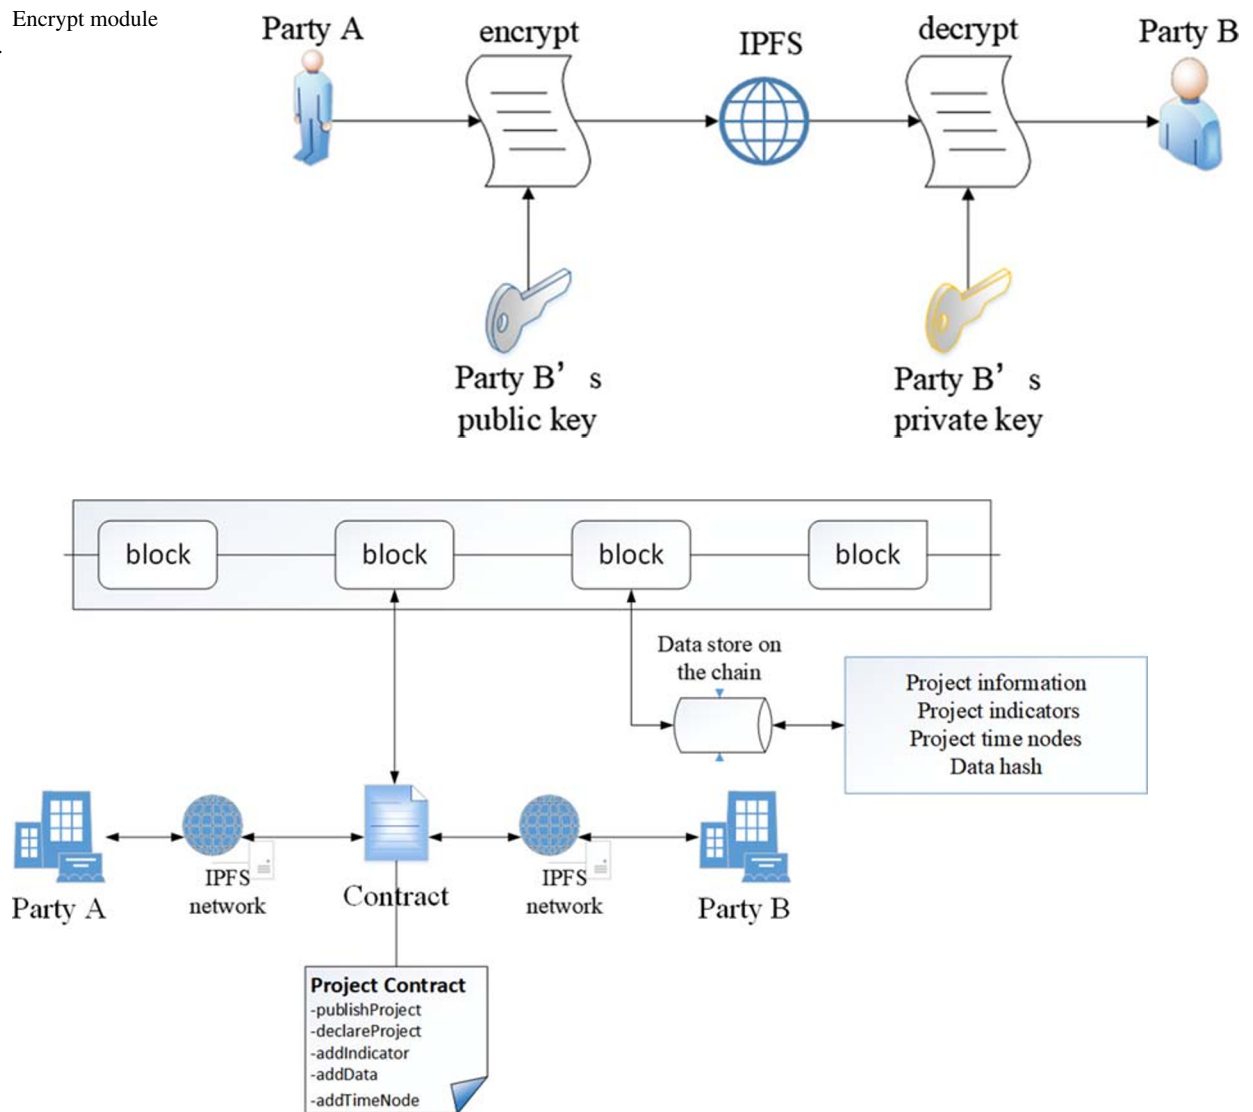 Encrypt module
.
Party A
encrypt
IPFS
decrypt
Party B
Party B’s
public key
Party B’s
private key
block
block
block
block
Data store on
the chain
Project information
Project indicators
Project time nodes
Data hash
IPFS
network
IPFS
network
Party A
Contract
Party B
Project Contract
-publishProject
-declareProject
-addIndicator
-addData
-addTimeNode